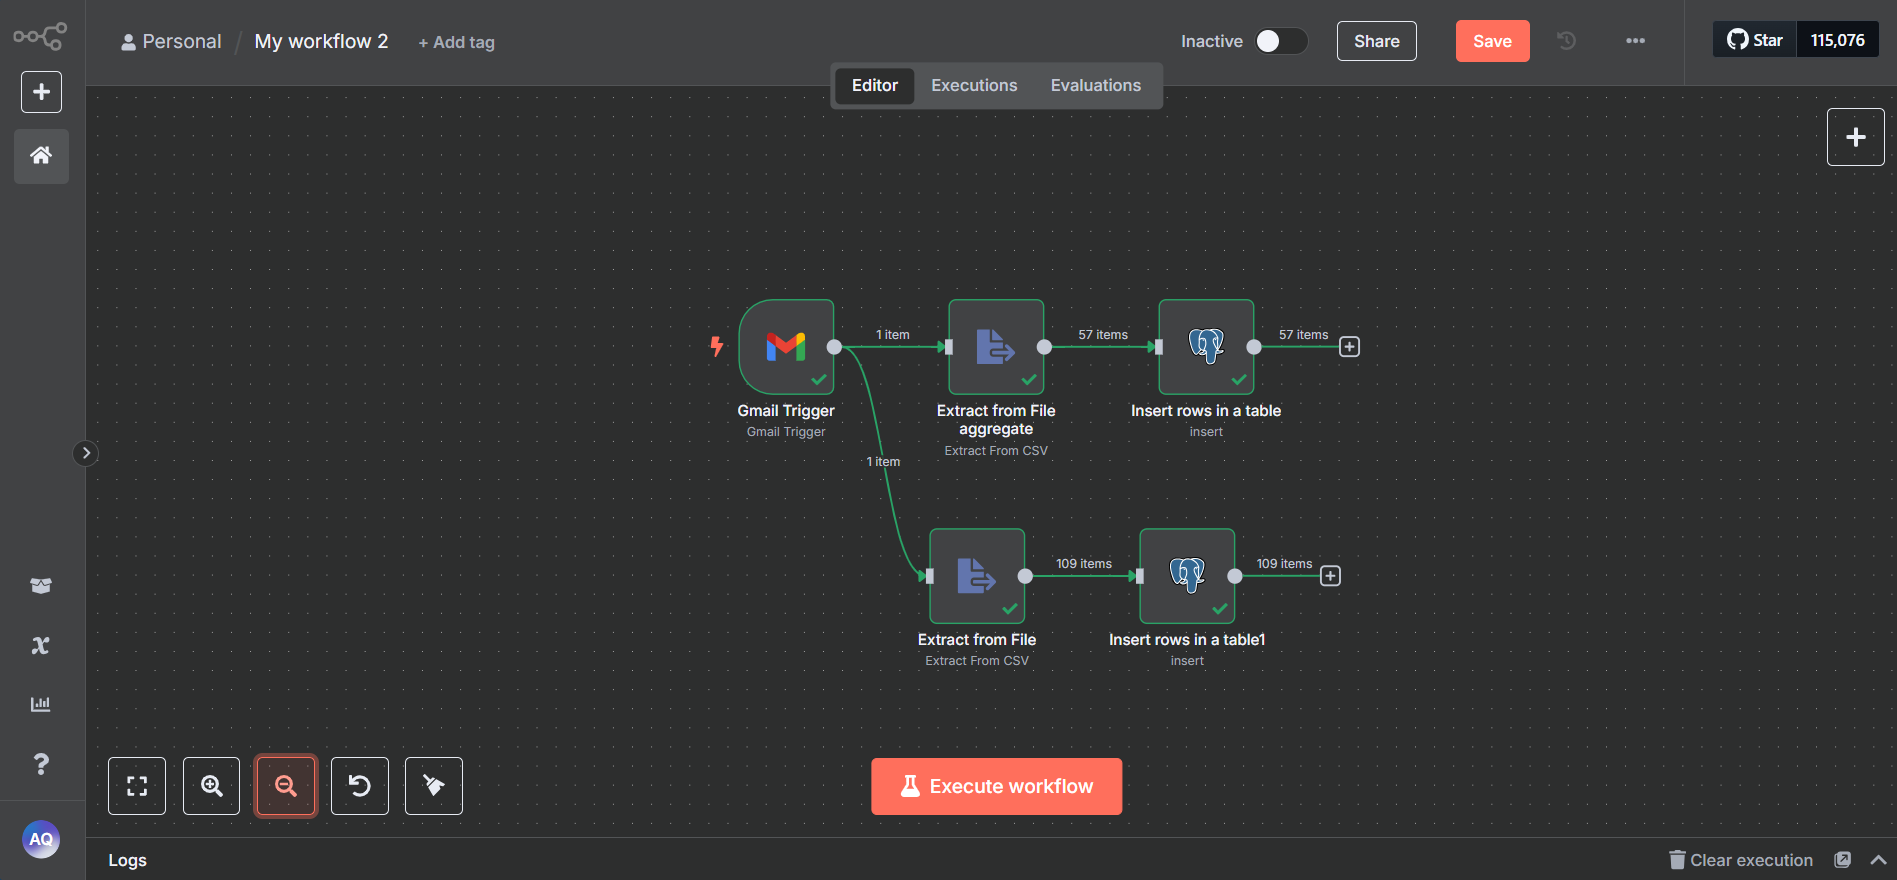 Personal / My workflow 2 + Add tag
Inactive
Share
Save
Star 115,076
Editor Executions Evaluations
1 item
57 items
57 items
Gmail Trigger
Gmail Trigger
Extract from File
aggregate
Extract From CSV
Insert rows in a table
insert
1 item
109 items
109 items
Extract from File
Extract From CSV
Insert rows in a table1
insert
Execute workflow
AQ
Logs
Clear execution